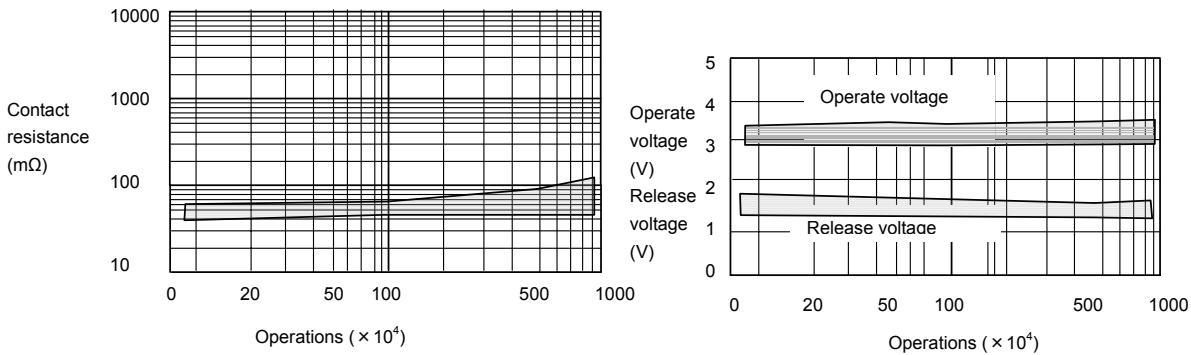 10000
1000
100
10
Contact
resistance
(mΩ)
0 20 50 100 500 1000
Operations ( × 10⁴)
5
4
3
2
1
0
Operate
voltage
(V)
Release
voltage
(V)
Operate voltage
Release voltage
0 20 50 100 500 1000
Operations ( × 10⁴)